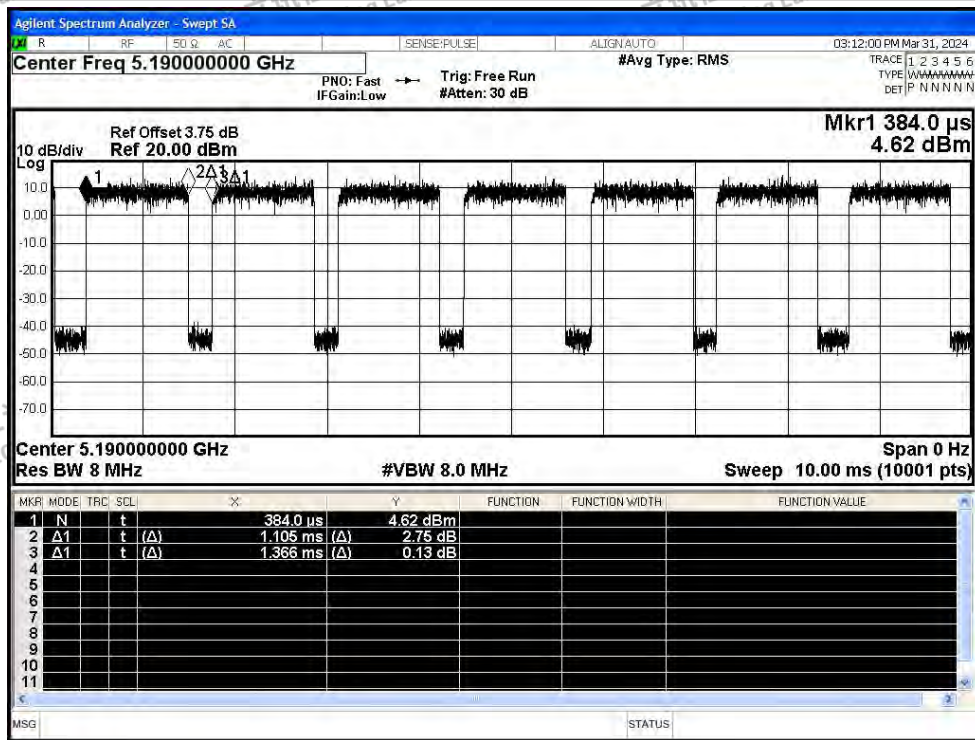 Agilent Spectrum Analyzer - Swept SA
R RF 50 Ω AC SENSE:PULSE ALIGNAUTO 03:12:00 PM Mar 31, 2024
Center Freq 5.190000000 GHz #Avg Type: RMS TRACE 1 2 3 4 5 6
PNO: Fast Trig: Free Run TYPE
IFGain:Low #Atten: 30 dB DET P N N N N N
Mkr1 384.0 µs
Ref Offset 3.75 dB
10 dB/div Ref 20.00 dBm 4.62 dBm
Log
1 2Δ1 3Δ1
10.0
0.00
-10.0
-20.0
-30.0
-40.0
-50.0
-60.0
-70.0
Center 5.190000000 GHz Span 0 Hz
Res BW 8 MHz #VBW 8.0 MHz Sweep 10.00 ms (10001 pts)
MKR MODE TRC SCL X Y FUNCTION FUNCTION WIDTH FUNCTION VALUE
1 N t 384.0 µs 4.62 dBm
2 Δ1 t (Δ) 1.105 ms (Δ) 2.75 dB
3 Δ1 t (Δ) 1.366 ms (Δ) 0.13 dB
4
5
6
7
8
9
10
11
MSG STATUS